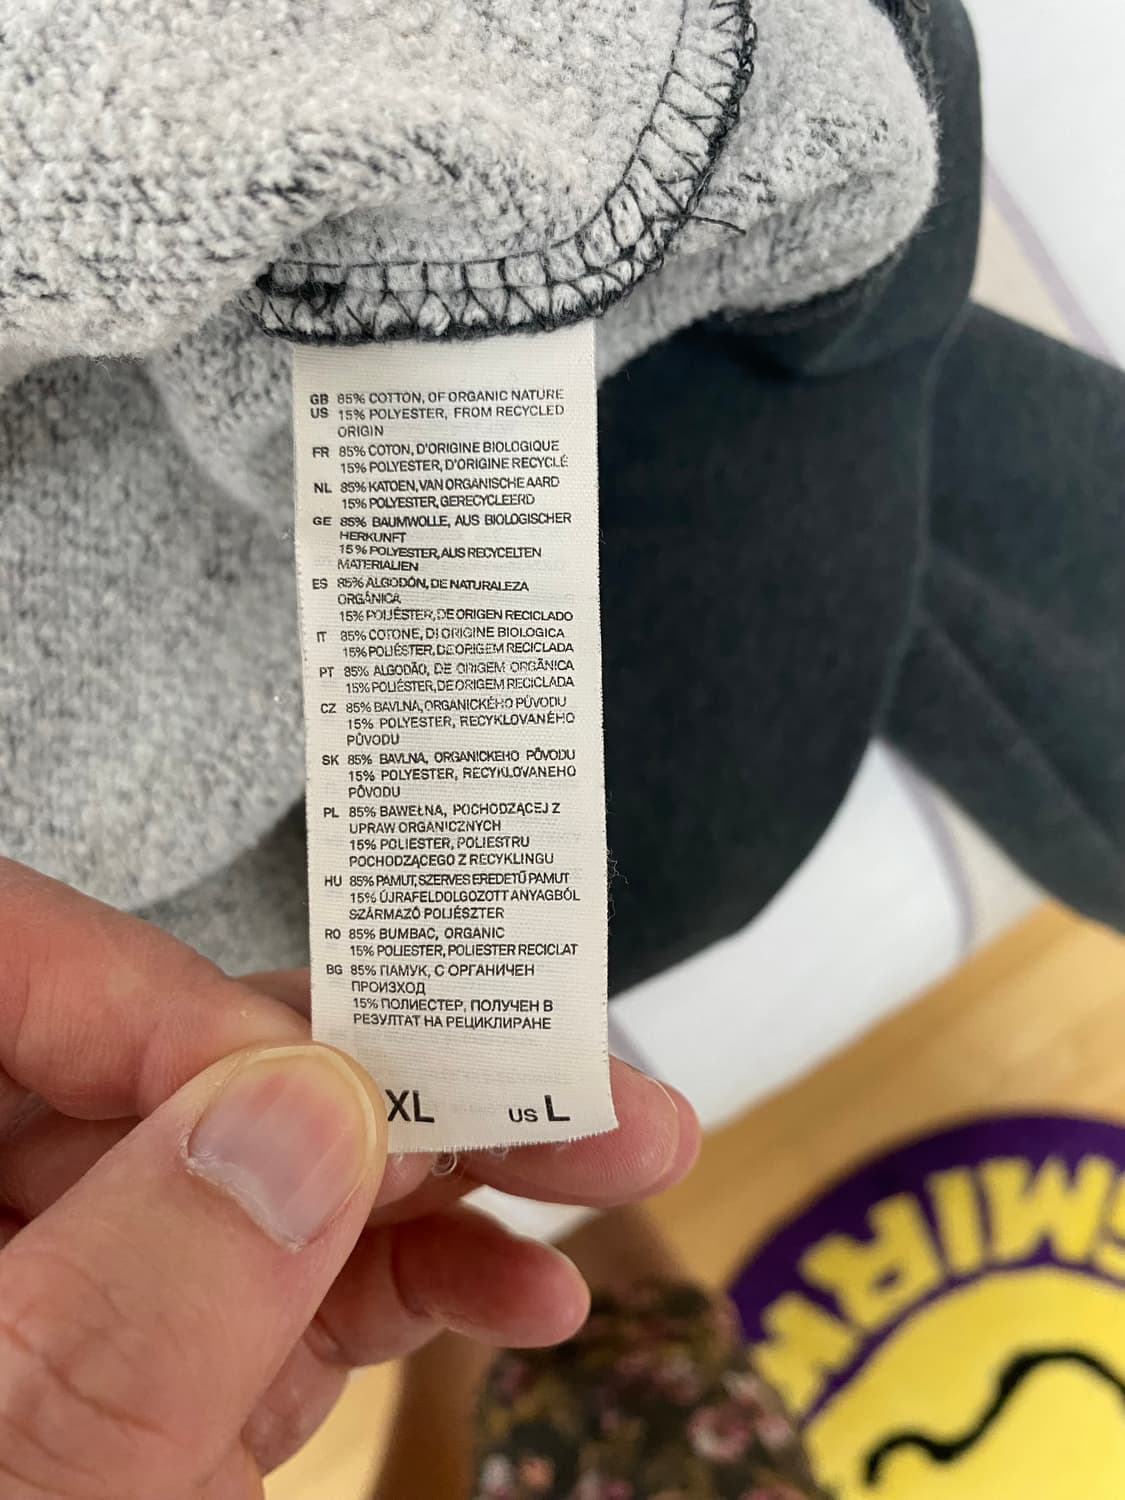 GB 85% COTTON, OF ORGANIC NATURE
US 15% POLYESTER, FROM RECYCLED
ORIGIN
FR 85% COTON, D'ORIGINE BIOLOGIQUE
15% POLYESTER, D'ORIGINE RECYCLÉ
NL 85% KATOEN, VAN ORGANISCHE AARD
15% POLYESTER, GERECYCLEERD
GE 85% BAUMWOLLE, AUS BIOLOGISCHER
HERKUNFT
15% POLYESTER, AUS RECYCELTEN
MATERIALIEN
ES 85% ALGODÓN, DE NATURALEZA
ORGÁNICA
15% POLIÉSTER, DE ORIGEN RECICLADO
IT 85% COTONE, DI ORIGINE BIOLOGICA
15% POLIÉSTER, DE ORIGEM RECICLADA
PT 85% ALGODÃO, DE ORIGEM ORGÂNICA
15% POLIÉSTER, DE ORIGEM RECICLADA
CZ 85% BAVLNA, ORGANICKÉHO PŮVODU
15% POLYESTER, RECYKLOVANÉHO
PŮVODU
SK 85% BAVLNA, ORGANICKEHO PÔVODU
15% POLYESTER, RECYKLOVANEHO
PÔVODU
PL 85% BAWEŁNA, POCHODZĄCEJ Z
UPRAW ORGANICZNYCH
15% POLIESTER, POLIESTRU
POCHODZĄCEGO Z RECYKLINGU
HU 85% PAMUT, SZERVES EREDETŰ PAMUT
15% ÚJRAFELDOLGOZOTT ANYAGBÓL
SZÁRMAZÓ POLIÉSZTER
RO 85% BUMBAC, ORGANIC
15% POLIESTER, POLIESTER RECICLAT
BG 85% ПАМУК, С ОРГАНИЧЕН
ПРОИЗХОД
15% ПОЛИЕСТЕР, ПОЛУЧЕН В
РЕЗУЛТАТ НА РЕЦИКЛИРАНЕ
XL US L